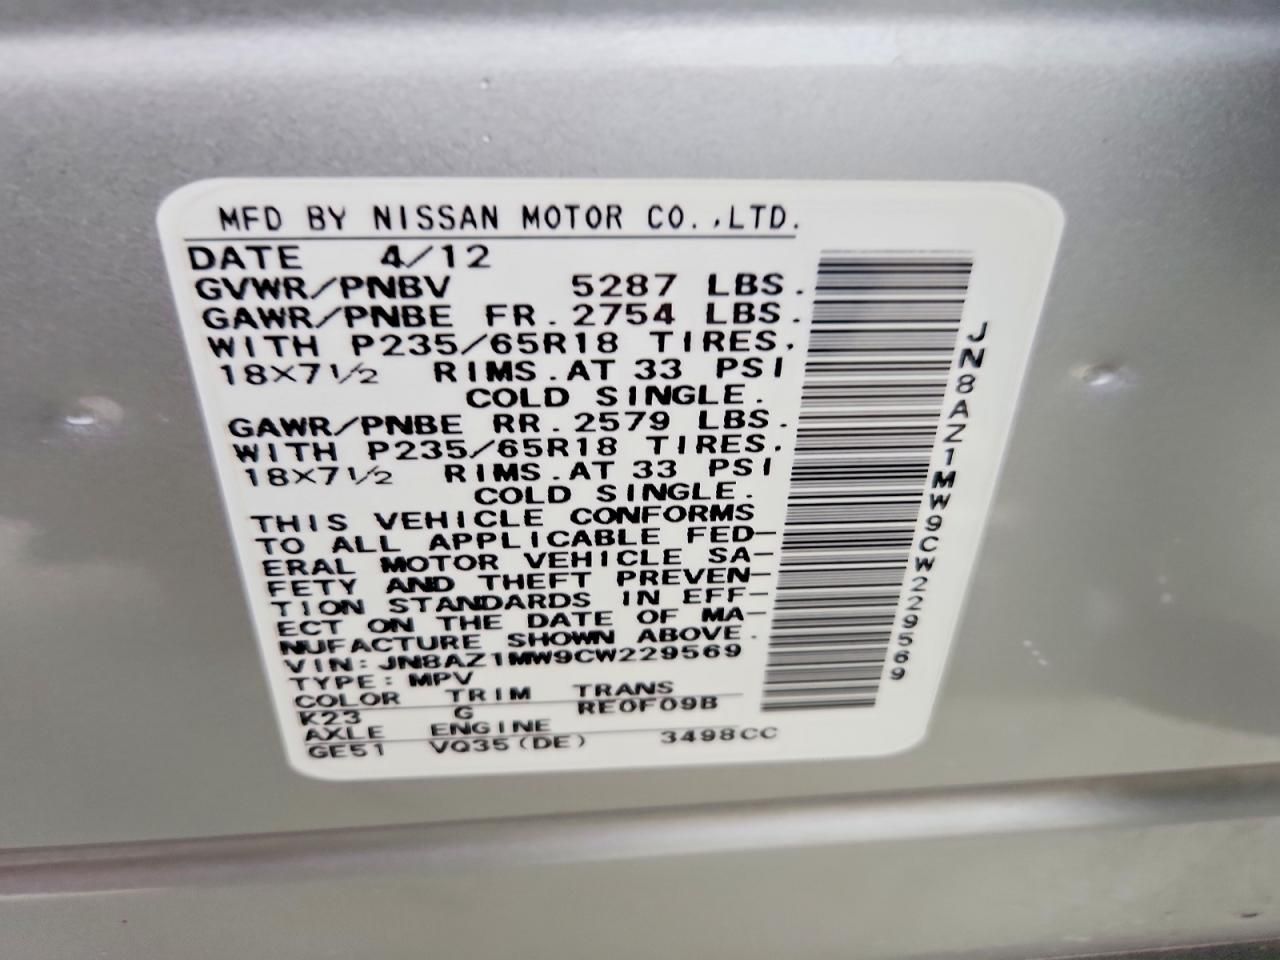 MFD BY NISSAN MOTOR CO.,LTD.
DATE 4/12
GVWR/PNBV 5287 LBS.
GAWR/PNBE FR. 2754 LBS.
WITH P235/65R18 TIRES.
18X7 1/2 RIMS. AT 33 PSI
COLD SINGLE.
GAWR/PNBE RR. 2579 LBS.
WITH P235/65R18 TIRES.
18X7 1/2 RIMS. AT 33 PSI
COLD SINGLE.
THIS VEHICLE CONFORMS
TO ALL APPLICABLE FED-
ERAL MOTOR VEHICLE SA-
FETY AND THEFT PREVEN-
TION STANDARDS IN EFF-
ECT ON THE DATE OF MA-
NUFACTURE SHOWN ABOVE.
VIN: JN8AZ1MW9CW229569
TYPE: MPV
COLOR TRIM TRANS
K23 G RE0F09B
AXLE ENGINE
GE51 VQ35(DE) 3498CC
JN8AZ1MW9CW229569